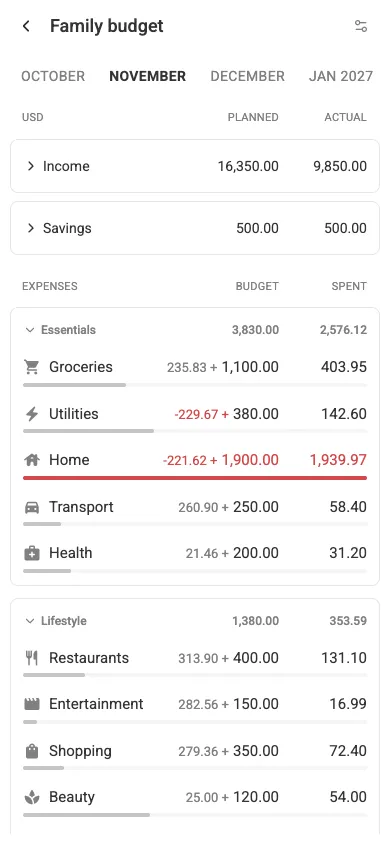 Family budget
OCTOBER NOVEMBER DECEMBER JAN 2027
USD PLANNED ACTUAL
Income 16,350.00 9,850.00
Savings 500.00 500.00
EXPENSES BUDGET SPENT
Essentials 3,830.00 2,576.12
Groceries 235.83 + 1,100.00 403.95
Utilities -229.67 + 380.00 142.60
Home -221.62 + 1,900.00 1,939.97
Transport 260.90 + 250.00 58.40
Health 21.46 + 200.00 31.20
Lifestyle 1,380.00 353.59
Restaurants 313.90 + 400.00 131.10
Entertainment 282.56 + 150.00 16.99
Shopping 279.36 + 350.00 72.40
Beauty 25.00 + 120.00 54.00